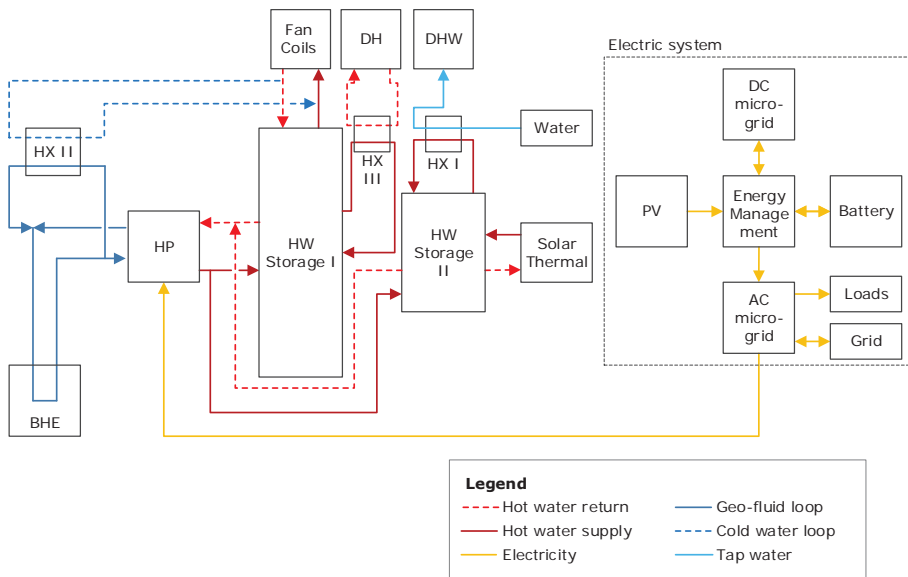 Fan
Coils
DH
DHW
Electric system
DC
micro-
grid
Water
HX II
HX
III
HX I
PV
Energy
Manage
ment
Battery
HP
HW
Storage I
HW
Storage
II
Solar
Thermal
AC
micro-
grid
Loads
Grid
BHE
Legend
Hot water return
Geo-fluid loop
Hot water supply
Cold water loop
Electricity
Tap water